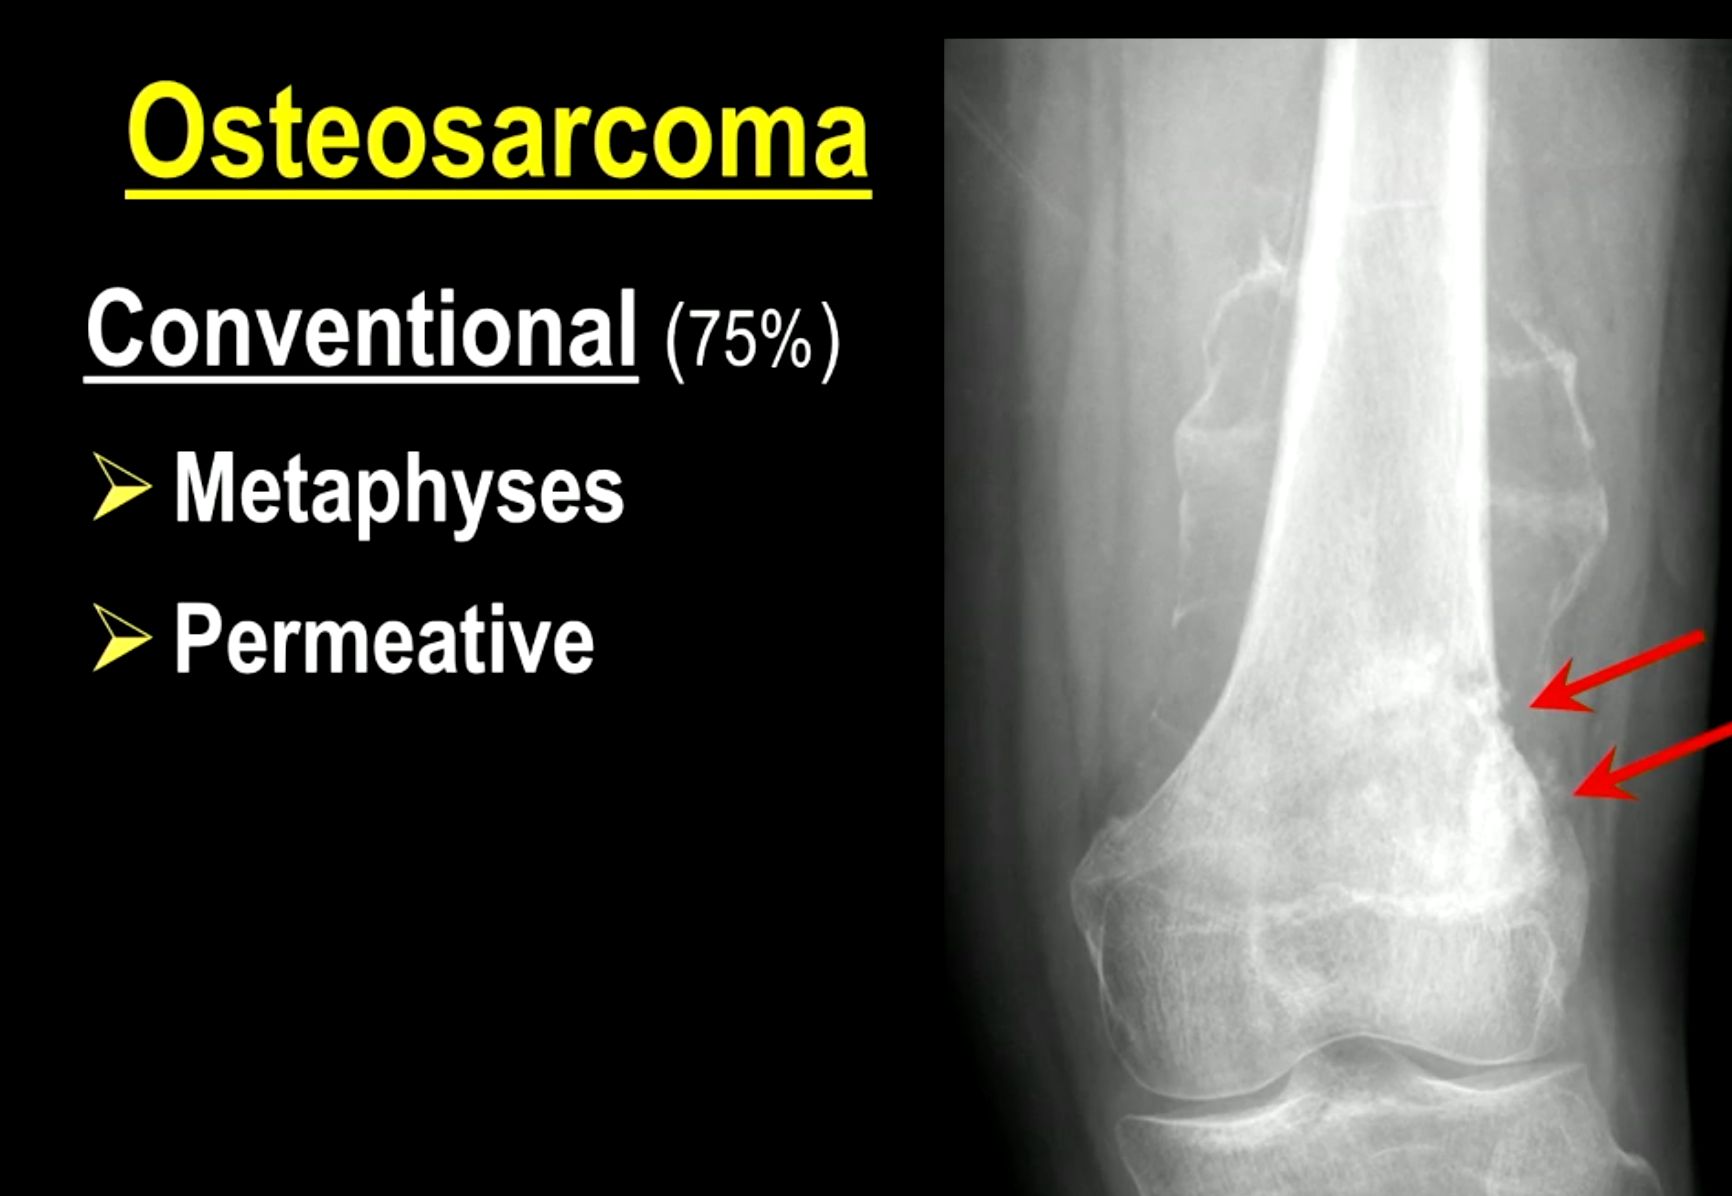 Osteosarcoma
Conventional (75%)
Metaphyses
Permeative